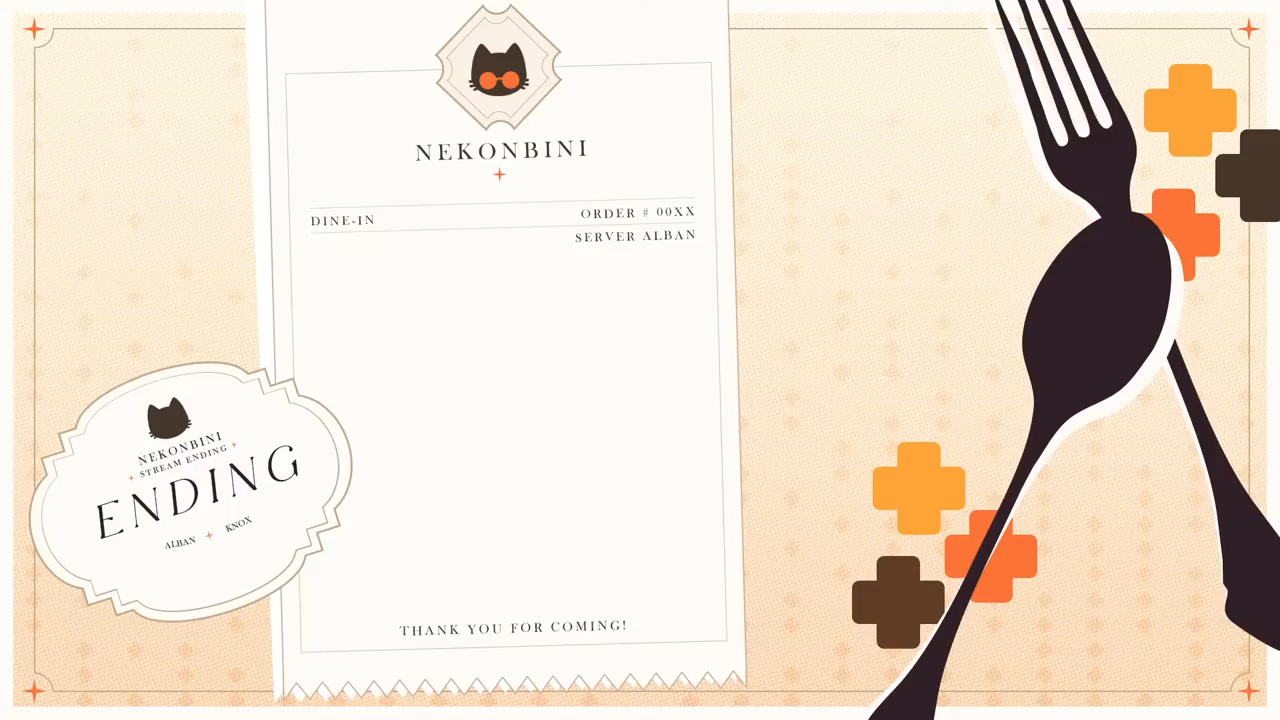 NEKONBINI
DINE-IN
ORDER # 00XX
SERVER ALBAN
THANK YOU FOR COMING!
NEKONBINI
STREAM ENDING
ENDING
ALBAN
KNOX